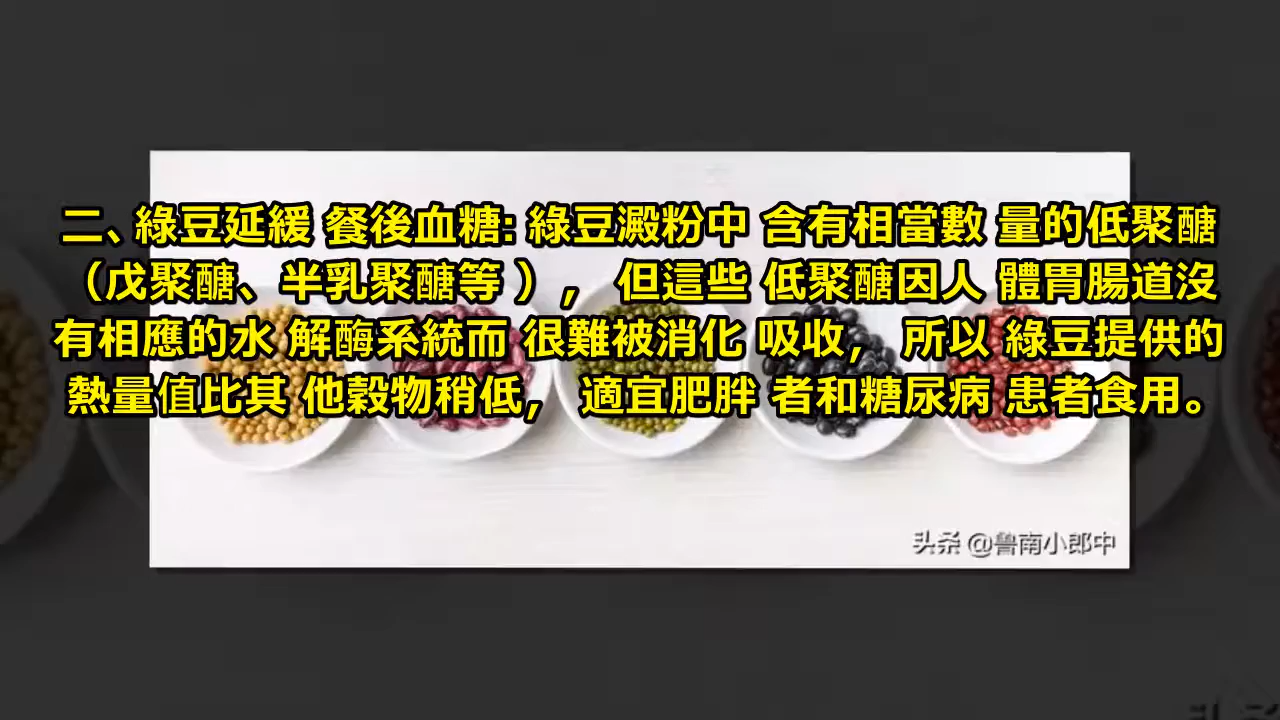 二、綠豆延緩 餐後血糖: 綠豆澱粉中 含有相當數 量的低聚醣
（戊聚醣、半乳聚醣等 ）， 但這些 低聚醣因人 體胃腸道沒
有相應的水 解酶系統而 很難被消化 吸收， 所以 綠豆提供的
熱量值比其 他穀物稍低， 適宜肥胖 者和糖尿病 患者食用。
头条 @鲁南小郎中